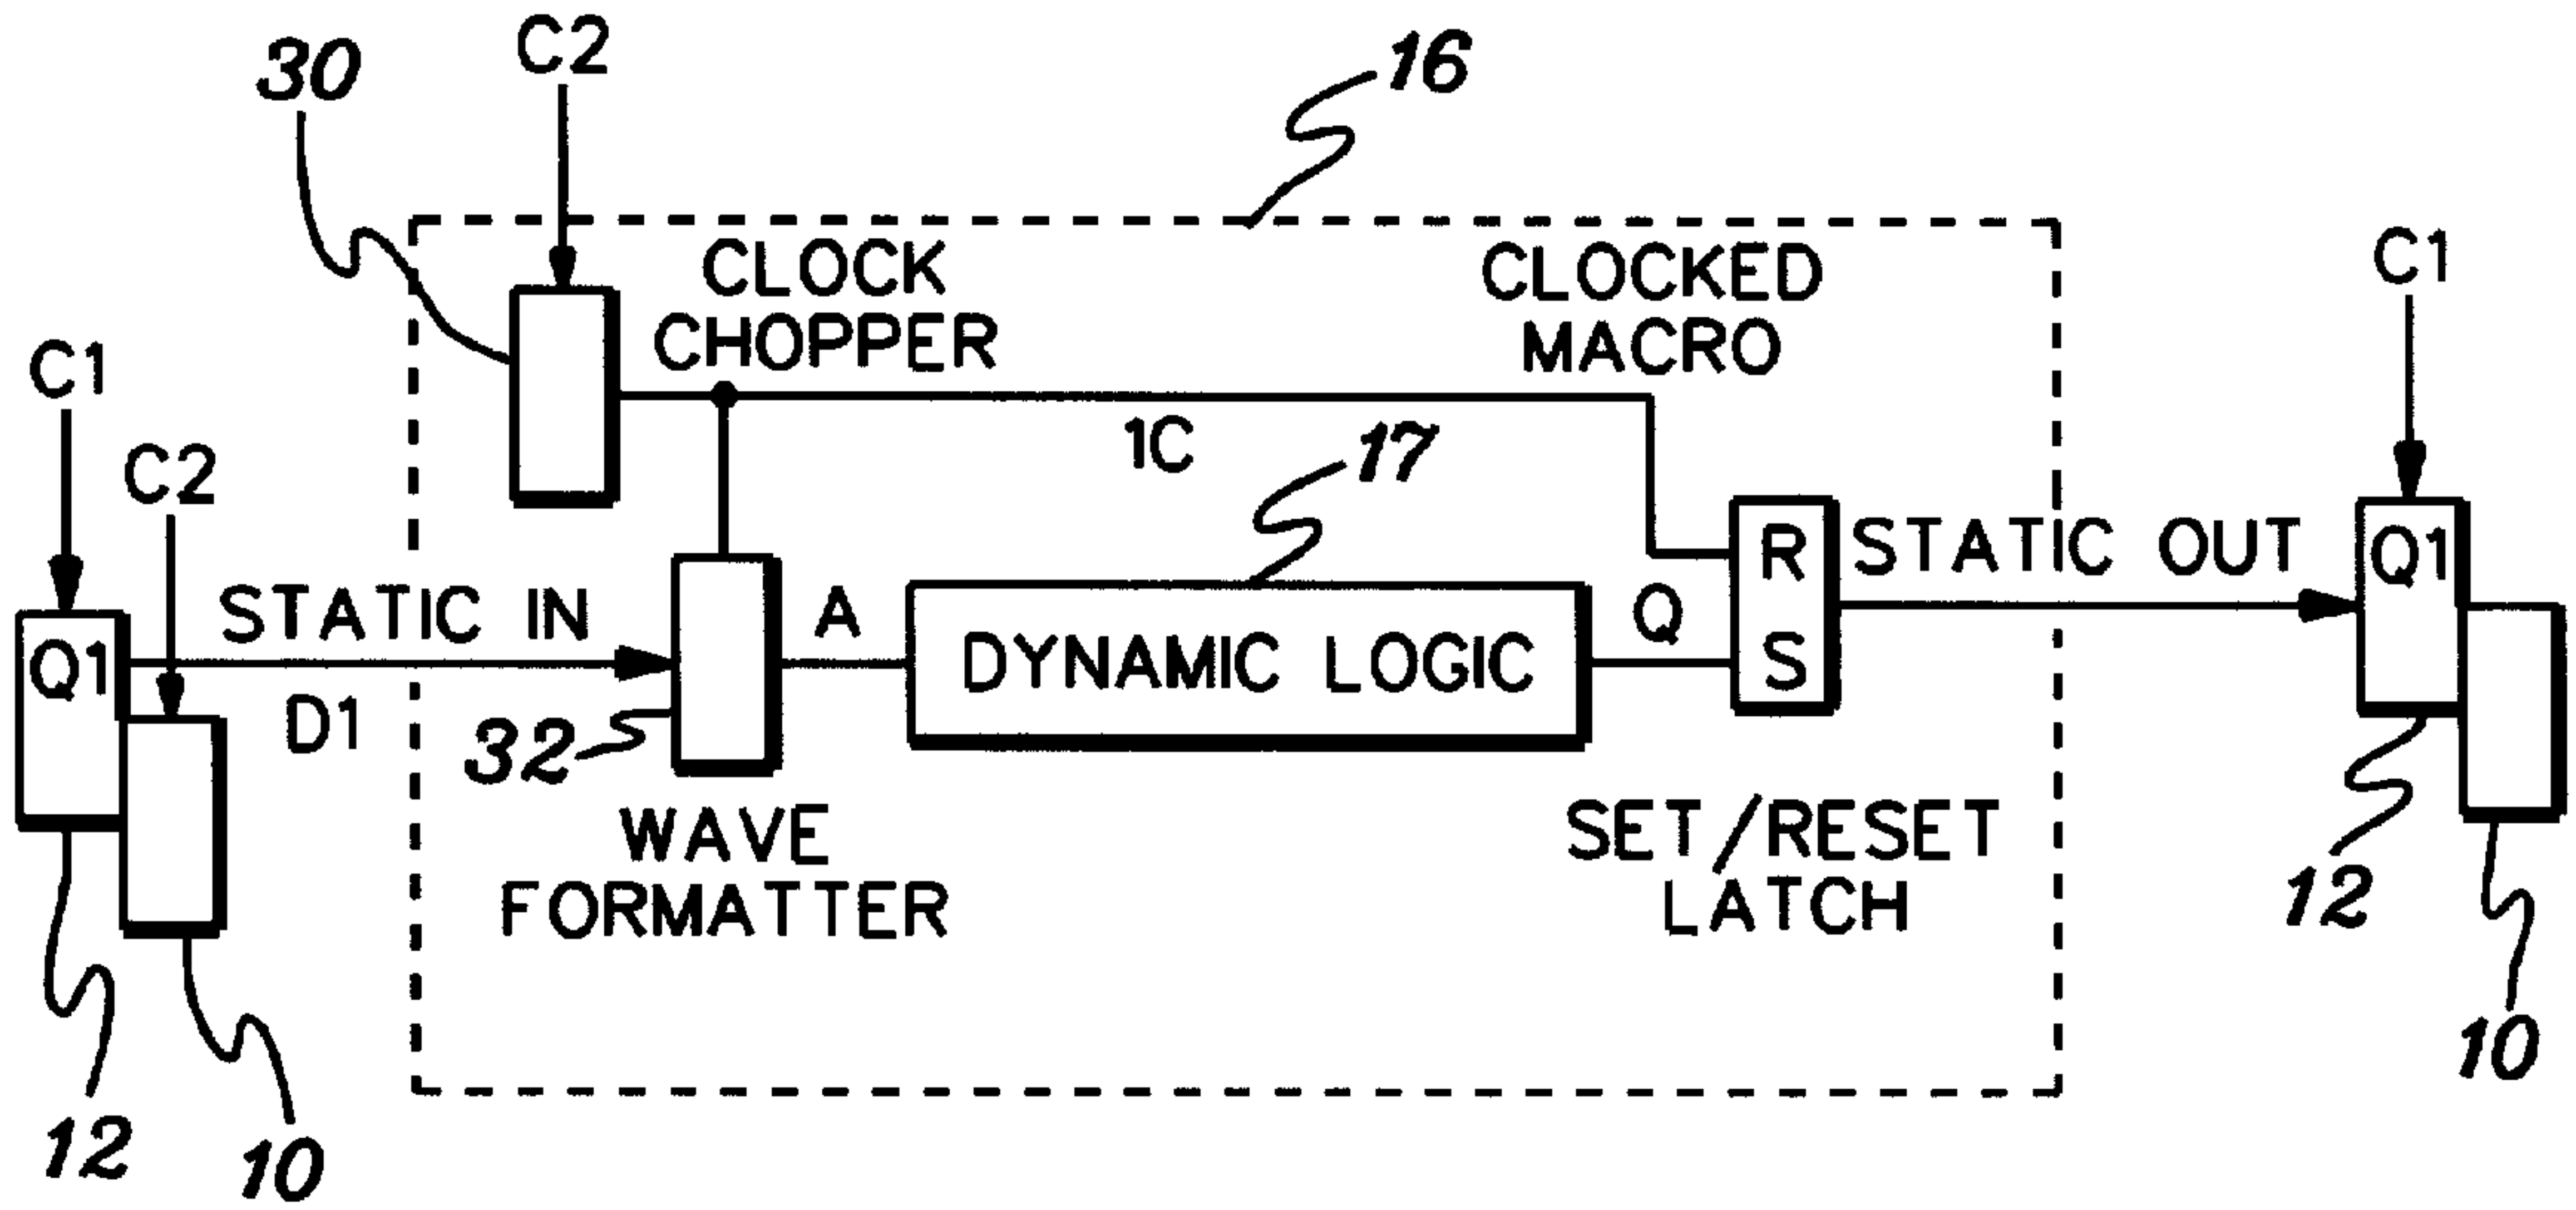 30
C2
16
CLOCK
CHOPPER
CLOCKED
MACRO
C1
C1
C2
1C
17
STATIC IN
D1
Q1
A
DYNAMIC LOGIC
Q
R
S
STATIC OUT
Q1
32
WAVE
FORMATTER
SET/RESET
LATCH
12
10
12
10